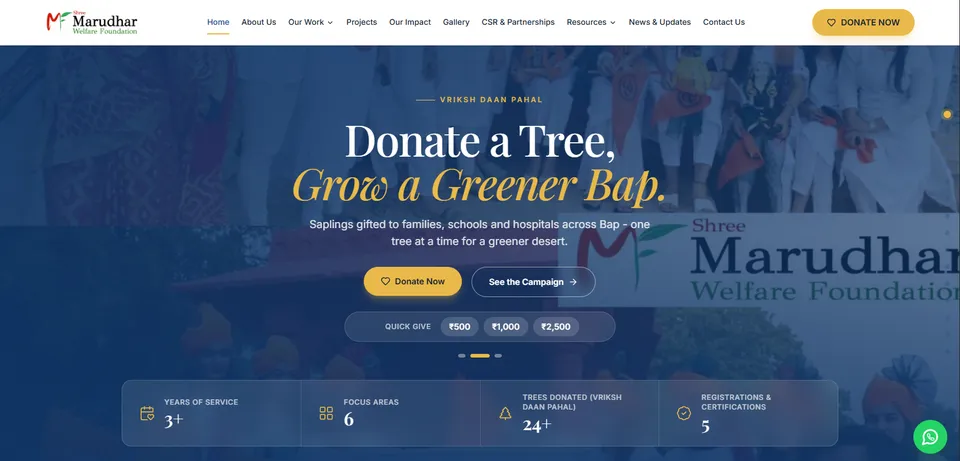 Shree
Marudhar
Welfare Foundation
Home
About Us
Our Work
Projects
Our Impact
Gallery
CSR & Partnerships
Resources
News & Updates
Contact Us
DONATE NOW
VRIKSH DAAN PAHAL
Donate a Tree,
Grow a Greener Bap.
Saplings gifted to families, schools and hospitals across Bap - one
tree at a time for a greener desert.
Shree
Marudhar
Welfare Foundation
Donate Now
See the Campaign
QUICK GIVE
₹500
₹1,000
₹2,500
YEARS OF SERVICE
3+
FOCUS AREAS
6
TREES DONATED (VRIKSH
DAAN PAHAL)
24+
REGISTRATIONS &
CERTIFICATIONS
5